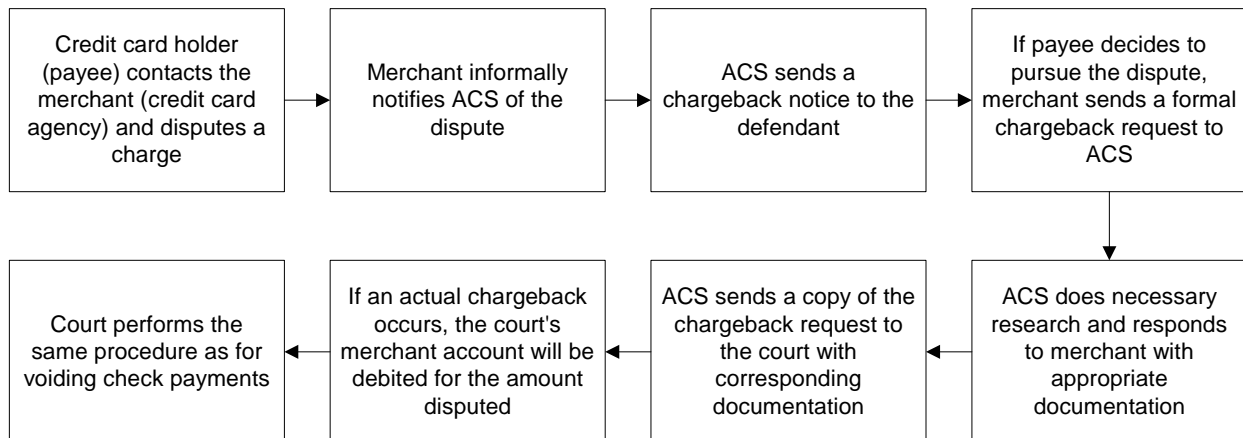 Credit card holder
(payee) contacts the
merchant (credit card
agency) and disputes a
charge
Merchant informally
notifies ACS of the
dispute
ACS sends a
chargeback notice to the
defendant
If payee decides to
pursue the dispute,
merchant sends a formal
chargeback request to
ACS
ACS does necessary
research and responds
to merchant with
appropriate
documentation
ACS sends a copy of the
chargeback request to
the court with
corresponding
documentation
If an actual chargeback
occurs, the court's
merchant account will be
debited for the amount
disputed
Court performs the
same procedure as for
voiding check payments